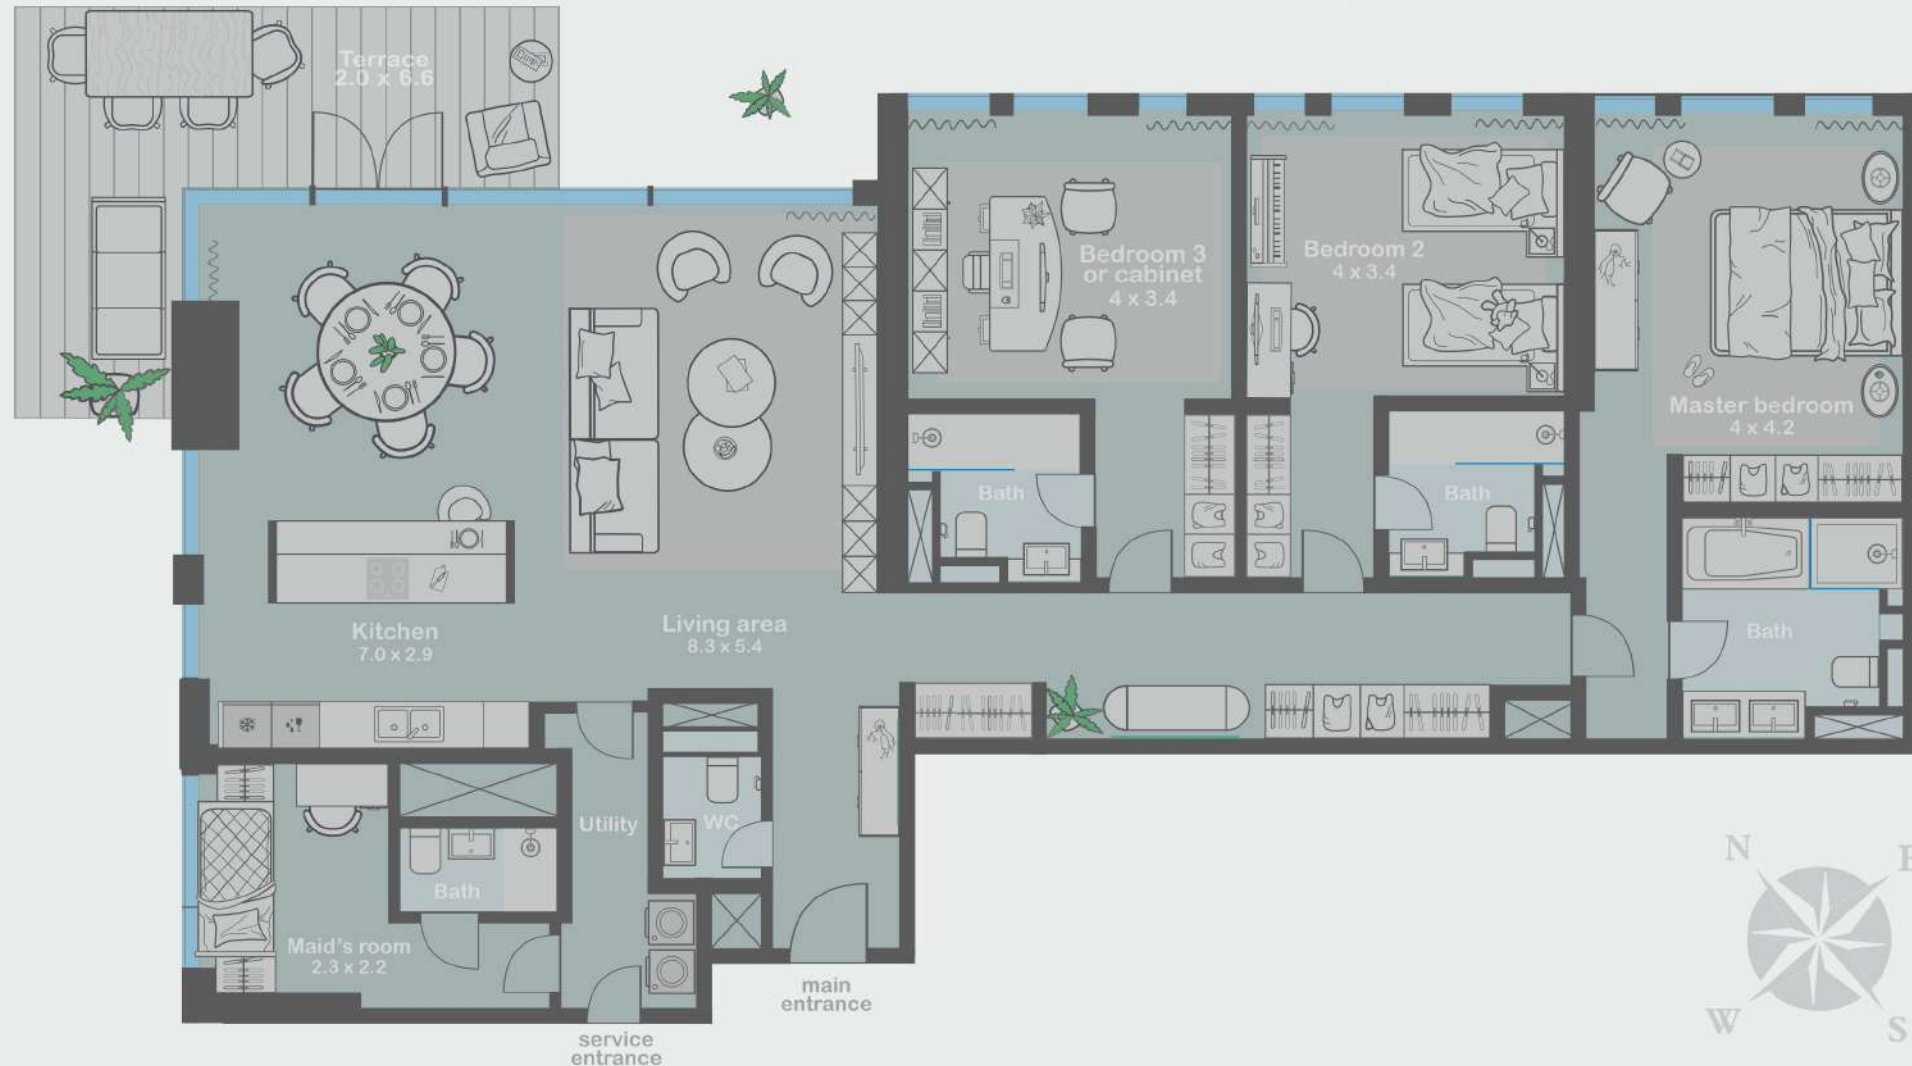 Terrace
2.0 x 6.6
Bedroom 3
or cabinet
4 x 3.4
Bedroom 2
4 x 3.4
Master bedroom
4 x 4.2
Bath
Bath
Kitchen
7.0 x 2.9
Living area
8.3 x 5.4
Bath
Utility
WC
Bath
Maid's room
2.3 x 2.2
main
entrance
service
entrance
N
E
W
S